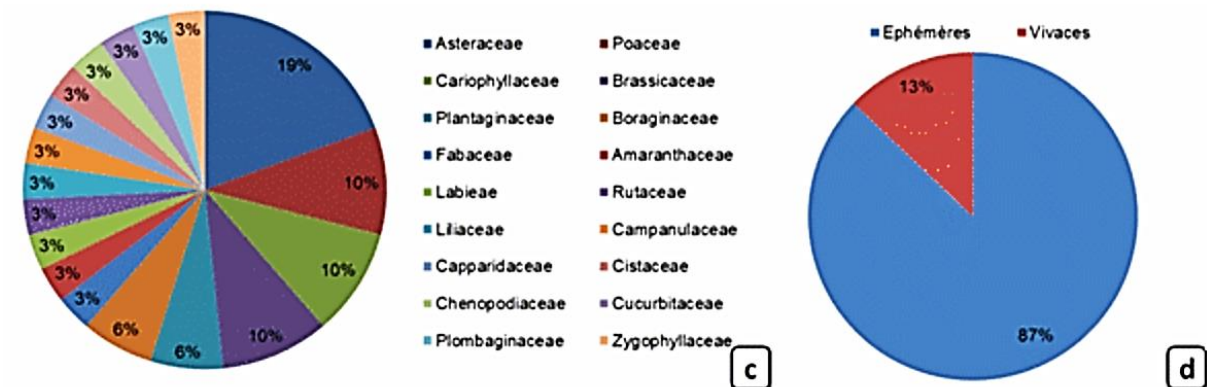 3%
3%
3%
3%
3%
3%
3%
3%
3%
3%
3%
3%
6%
6%
10%
10%
10%
19%
Asteraceae
Poaceae
Cariophyllaceae
Brassicaceae
Plantaginaceae
Boraginaceae
Fabaceae
Amaranthaceae
Labieae
Rutaceae
Liliaceae
Campanulaceae
Capparidaceae
Cistaceae
Chenopodiaceae
Cucurbitaceae
Plombaginaceae
Zygophyllaceae
c
Ephémères
Vivaces
13%
87%
d